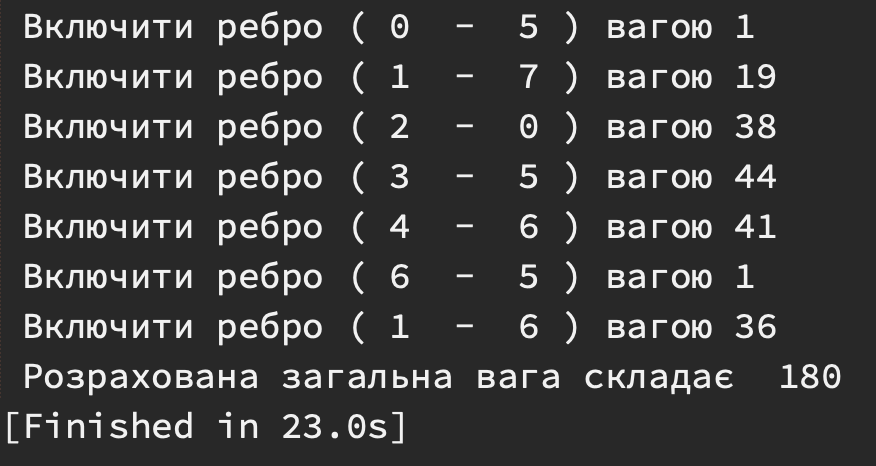 Включити ребро ( 0 - 5 ) вагою 1
Включити ребро ( 1 - 7 ) вагою 19
Включити ребро ( 2 - 0 ) вагою 38
Включити ребро ( 3 - 5 ) вагою 44
Включити ребро ( 4 - 6 ) вагою 41
Включити ребро ( 6 - 5 ) вагою 1
Включити ребро ( 1 - 6 ) вагою 36
Розрахована загальна вага складає 180
[Finished in 23.0s]